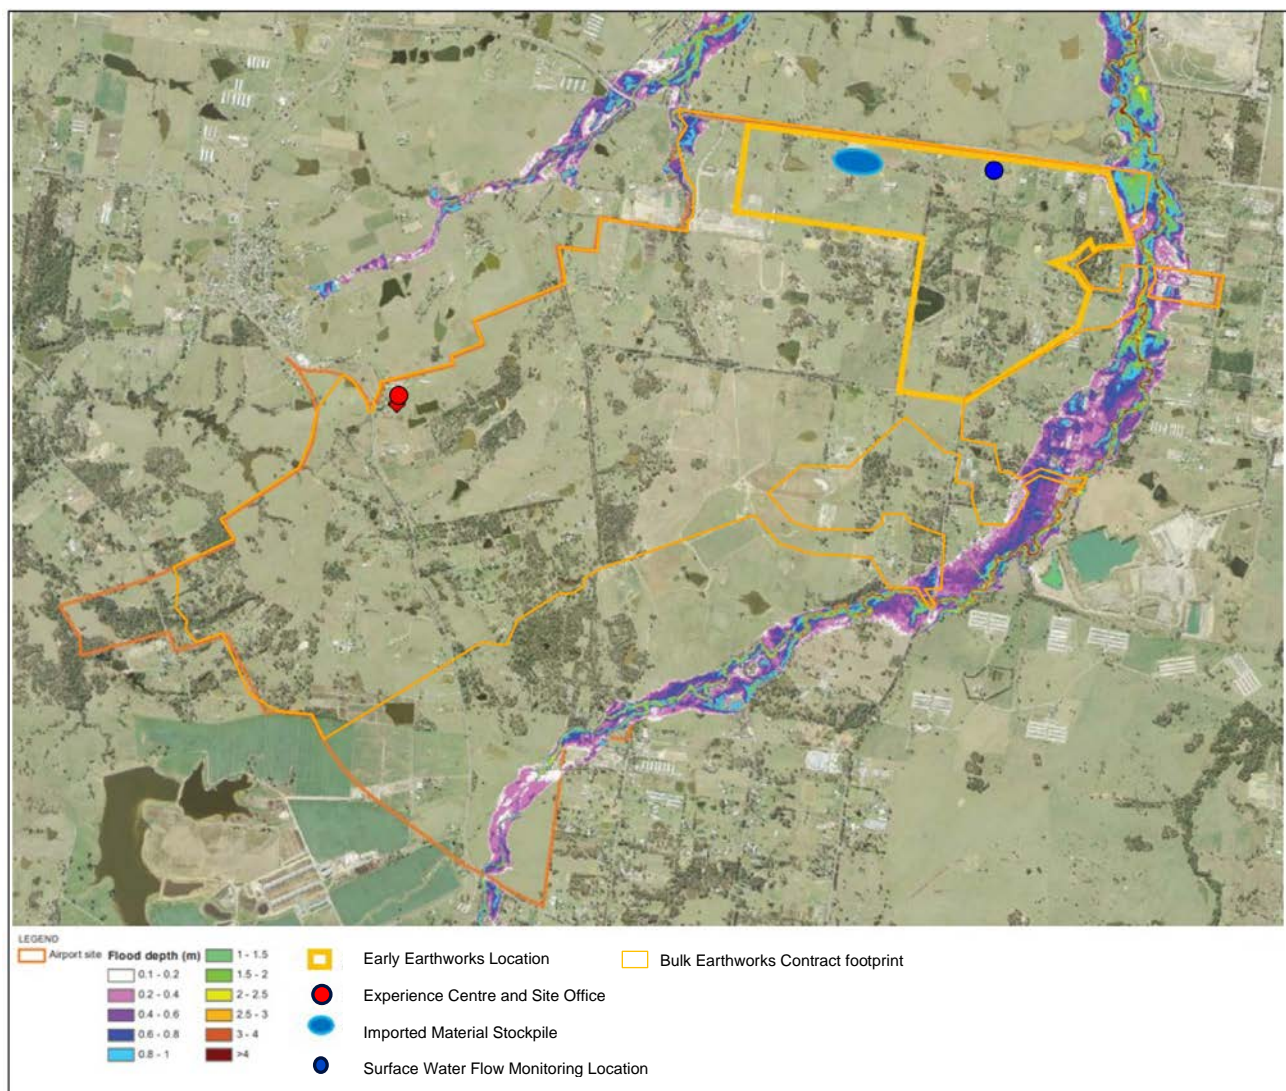 LEGEND
Airport site
Flood depth (m)
0.1 - 0.2
0.2 - 0.4
0.4 - 0.6
0.6 - 0.8
0.8 - 1
1 - 1.5
1.5 - 2
2 - 2.5
2.5 - 3
3 - 4
>4
Early Earthworks Location
Experience Centre and Site Office
Imported Material Stockpile
Surface Water Flow Monitoring Location
Bulk Earthworks Contract footprint